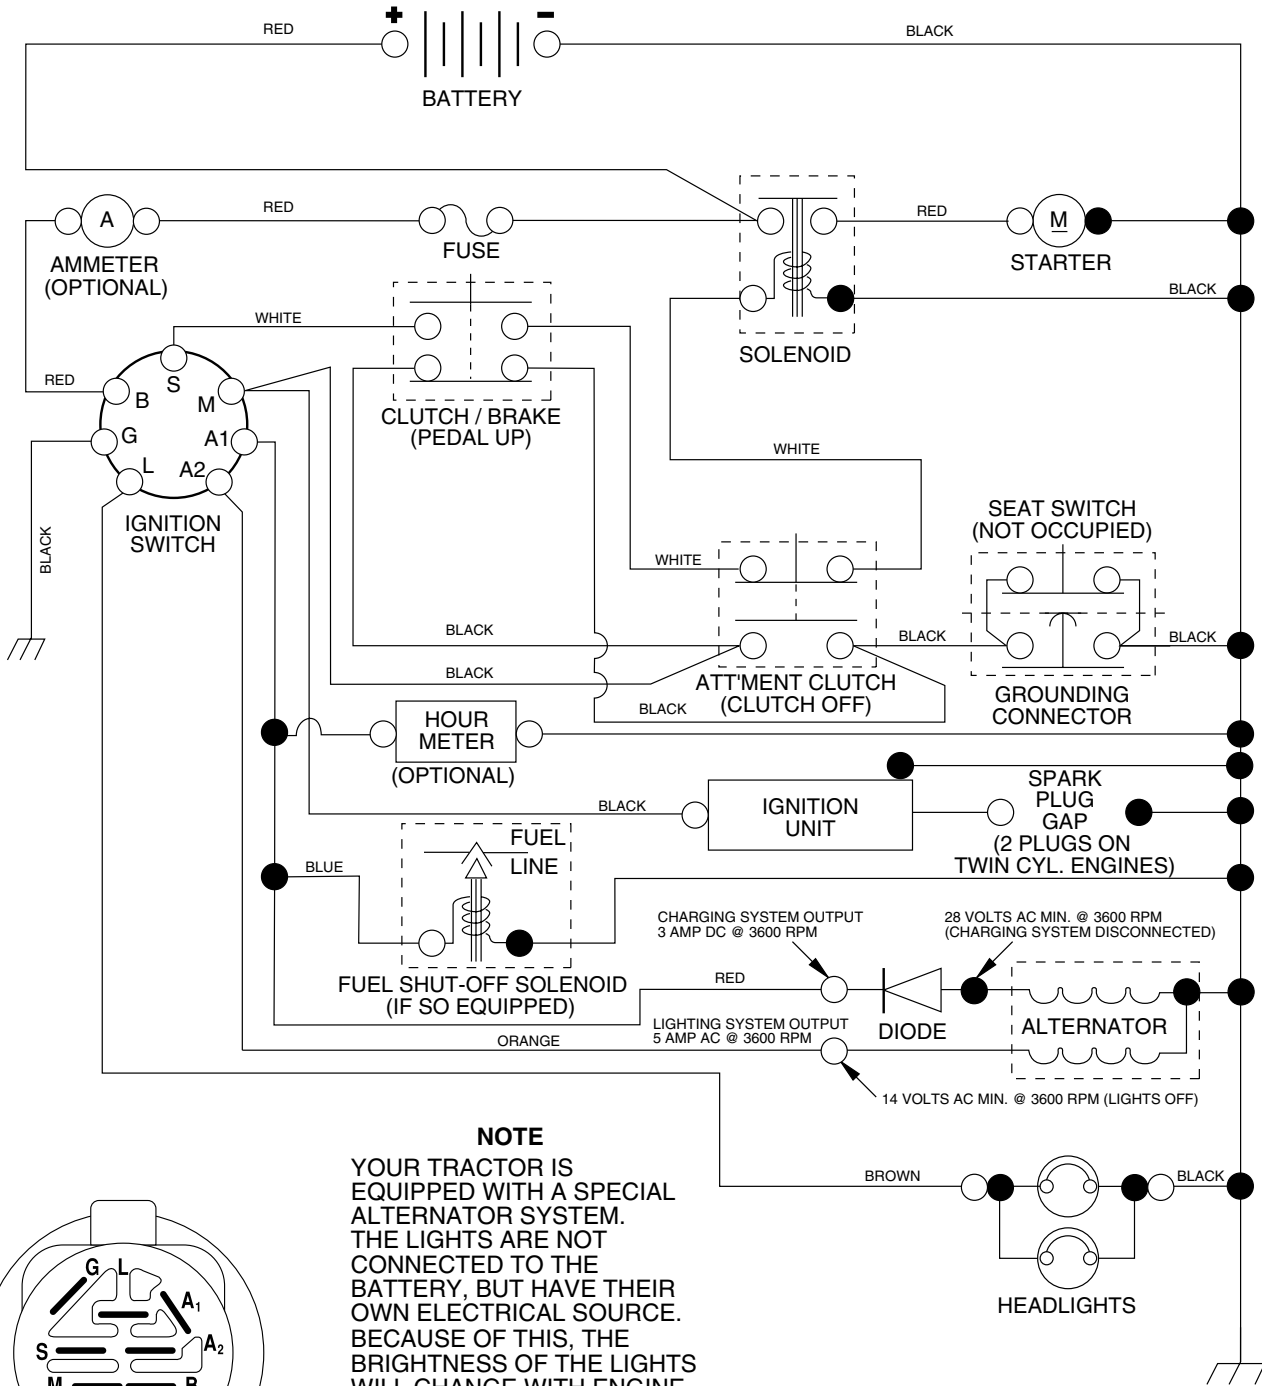 + -
RED
BLACK
BATTERY
RED
A
AMMETER
(OPTIONAL)
FUSE
RED
M
STARTER
BLACK
SOLENOID
WHITE
CLUTCH / BRAKE
(PEDAL UP)
RED
S
B
M
G
A1
L
A2
IGNITION
SWITCH
BLACK
WHITE
SEAT SWITCH
(NOT OCCUPIED)
WHITE
BLACK
BLACK
BLACK
BLACK
BLACK
ATT'MENT CLUTCH
(CLUTCH OFF)
GROUNDING
CONNECTOR
HOUR
METER
(OPTIONAL)
BLACK
IGNITION
UNIT
SPARK
PLUG
GAP
(2 PLUGS ON
TWIN CYL. ENGINES)
BLUE
FUEL
LINE
FUEL SHUT-OFF SOLENOID
(IF SO EQUIPPED)
CHARGING SYSTEM OUTPUT
3 AMP DC @ 3600 RPM
28 VOLTS AC MIN. @ 3600 RPM
(CHARGING SYSTEM DISCONNECTED)
RED
DIODE
ALTERNATOR
LIGHTING SYSTEM OUTPUT
5 AMP AC @ 3600 RPM
ORANGE
14 VOLTS AC MIN. @ 3600 RPM (LIGHTS OFF)
BROWN
BLACK
HEADLIGHTS
NOTE
YOUR TRACTOR IS
EQUIPPED WITH A SPECIAL
ALTERNATOR SYSTEM.
THE LIGHTS ARE NOT
CONNECTED TO THE
BATTERY, BUT HAVE THEIR
OWN ELECTRICAL SOURCE.
BECAUSE OF THIS, THE
BRIGHTNESS OF THE LIGHTS
WILL CHANGE WITH ENGINE
G L
A1
A2
S
M
B